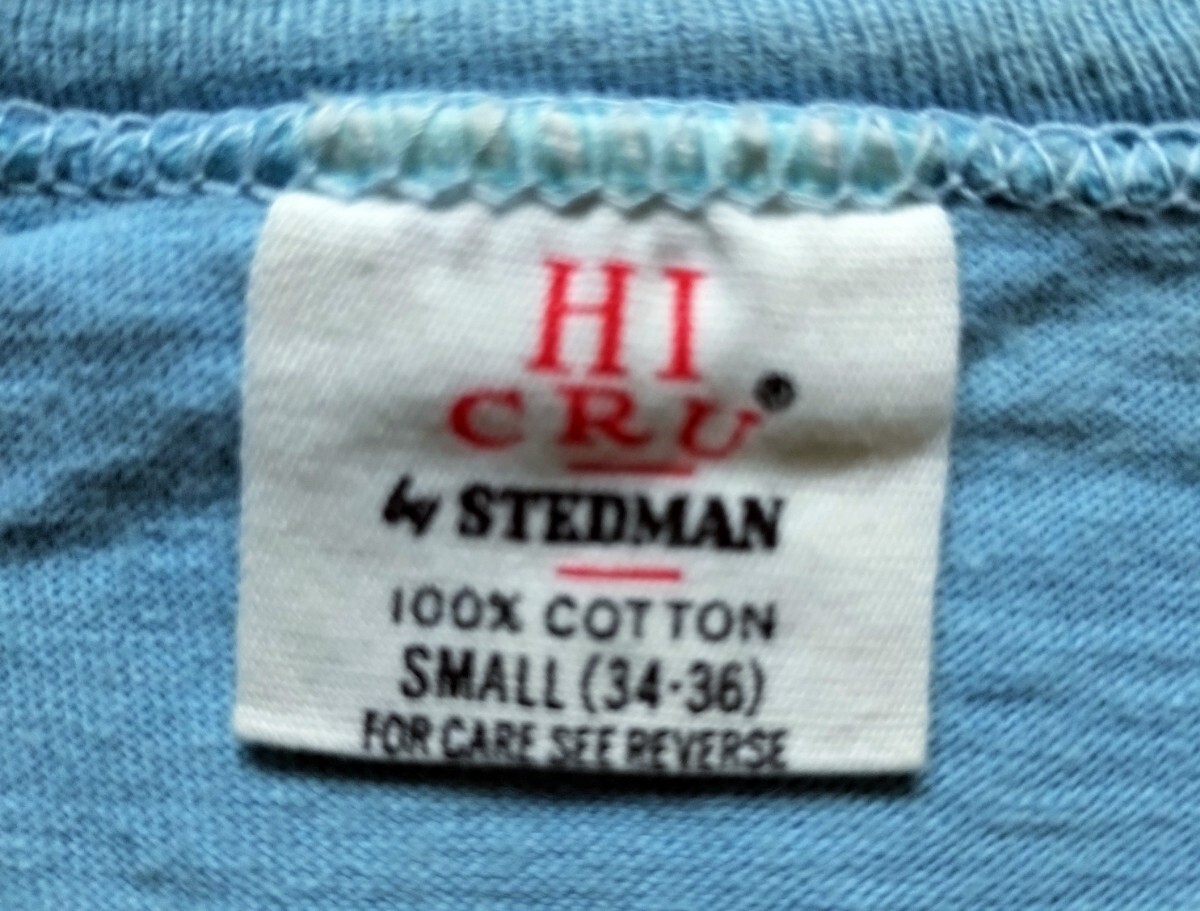 HI
CRU®
by STEDMAN
100% COTTON
SMALL (34-36)
FOR CARE SEE REVERSE